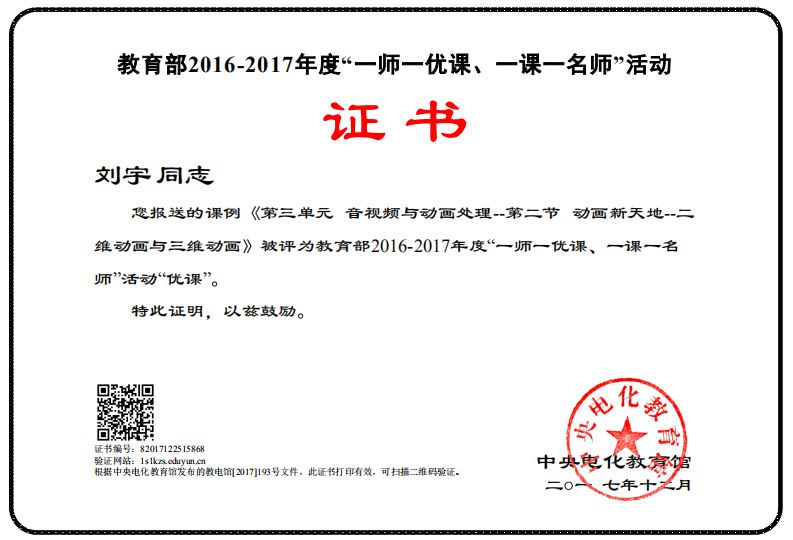 教育部2016-2017年度“一师一优课、一课一名师”活动
证书
刘宇 同志
您报送的课例《第三单元 音视频与动画处理--第二节 动画新天地--二
维动画与三维动画》被评为教育部2016-2017年度“一师一优课、一课一名
师”活动“优课”。
特此证明，以兹鼓励。
证书编号：82017122515868
验证网站：1s1kzs.eduyun.cn
根据中央电化教育馆发布的教电馆[2017]193号文件，此证书打印有效，可扫描二维码验证。
中央电化教育馆
中央电化教育馆
二〇一七年十二月